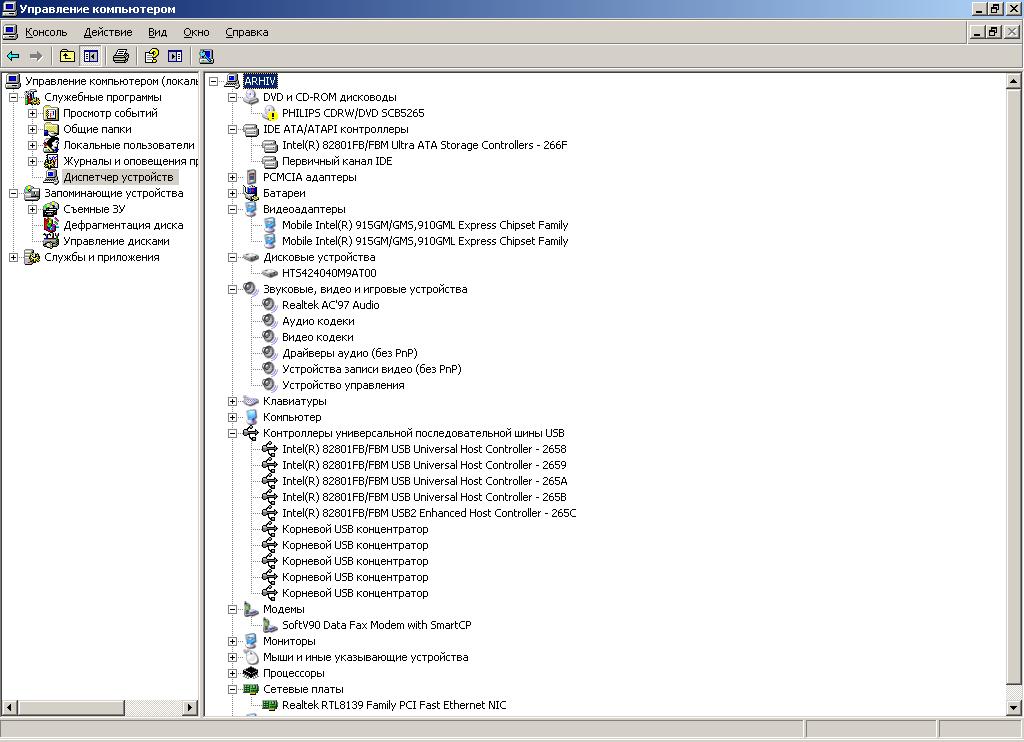 Управление компьютером
Консоль Действие Вид Окно Справка
Управление компьютером (локаль
Служебные программы
Просмотр событий
Общие папки
Локальные пользователи
Журналы и оповещения пр
Диспетчер устройств
Запоминающие устройства
Съемные ЗУ
Дефрагментация диска
Управление дисками
Службы и приложения
ARHIV
DVD и CD-ROM дисководы
PHILIPS CDRW/DVD SCB5265
IDE ATA/ATAPI контроллеры
Intel(R) 82801FB/FBM Ultra ATA Storage Controllers - 266F
Первичный канал IDE
PCMCIA адаптеры
Батареи
Видеоадаптеры
Mobile Intel(R) 915GM/GMS,910GML Express Chipset Family
Mobile Intel(R) 915GM/GMS,910GML Express Chipset Family
Дисковые устройства
HTS424040M9AT00
Звуковые, видео и игровые устройства
Realtek AC'97 Audio
Аудио кодеки
Видео кодеки
Драйверы аудио (без PnP)
Устройства записи видео (без PnP)
Устройство управления
Клавиатуры
Компьютер
Контроллеры универсальной последовательной шины USB
Intel(R) 82801FB/FBM USB Universal Host Controller - 2658
Intel(R) 82801FB/FBM USB Universal Host Controller - 2659
Intel(R) 82801FB/FBM USB Universal Host Controller - 265A
Intel(R) 82801FB/FBM USB Universal Host Controller - 265B
Intel(R) 82801FB/FBM USB2 Enhanced Host Controller - 265C
Корневой USB концентратор
Корневой USB концентратор
Корневой USB концентратор
Корневой USB концентратор
Корневой USB концентратор
Модемы
SoftV90 Data Fax Modem with SmartCP
Мониторы
Мыши и иные указывающие устройства
Процессоры
Сетевые платы
Realtek RTL8139 Family PCI Fast Ethernet NIC